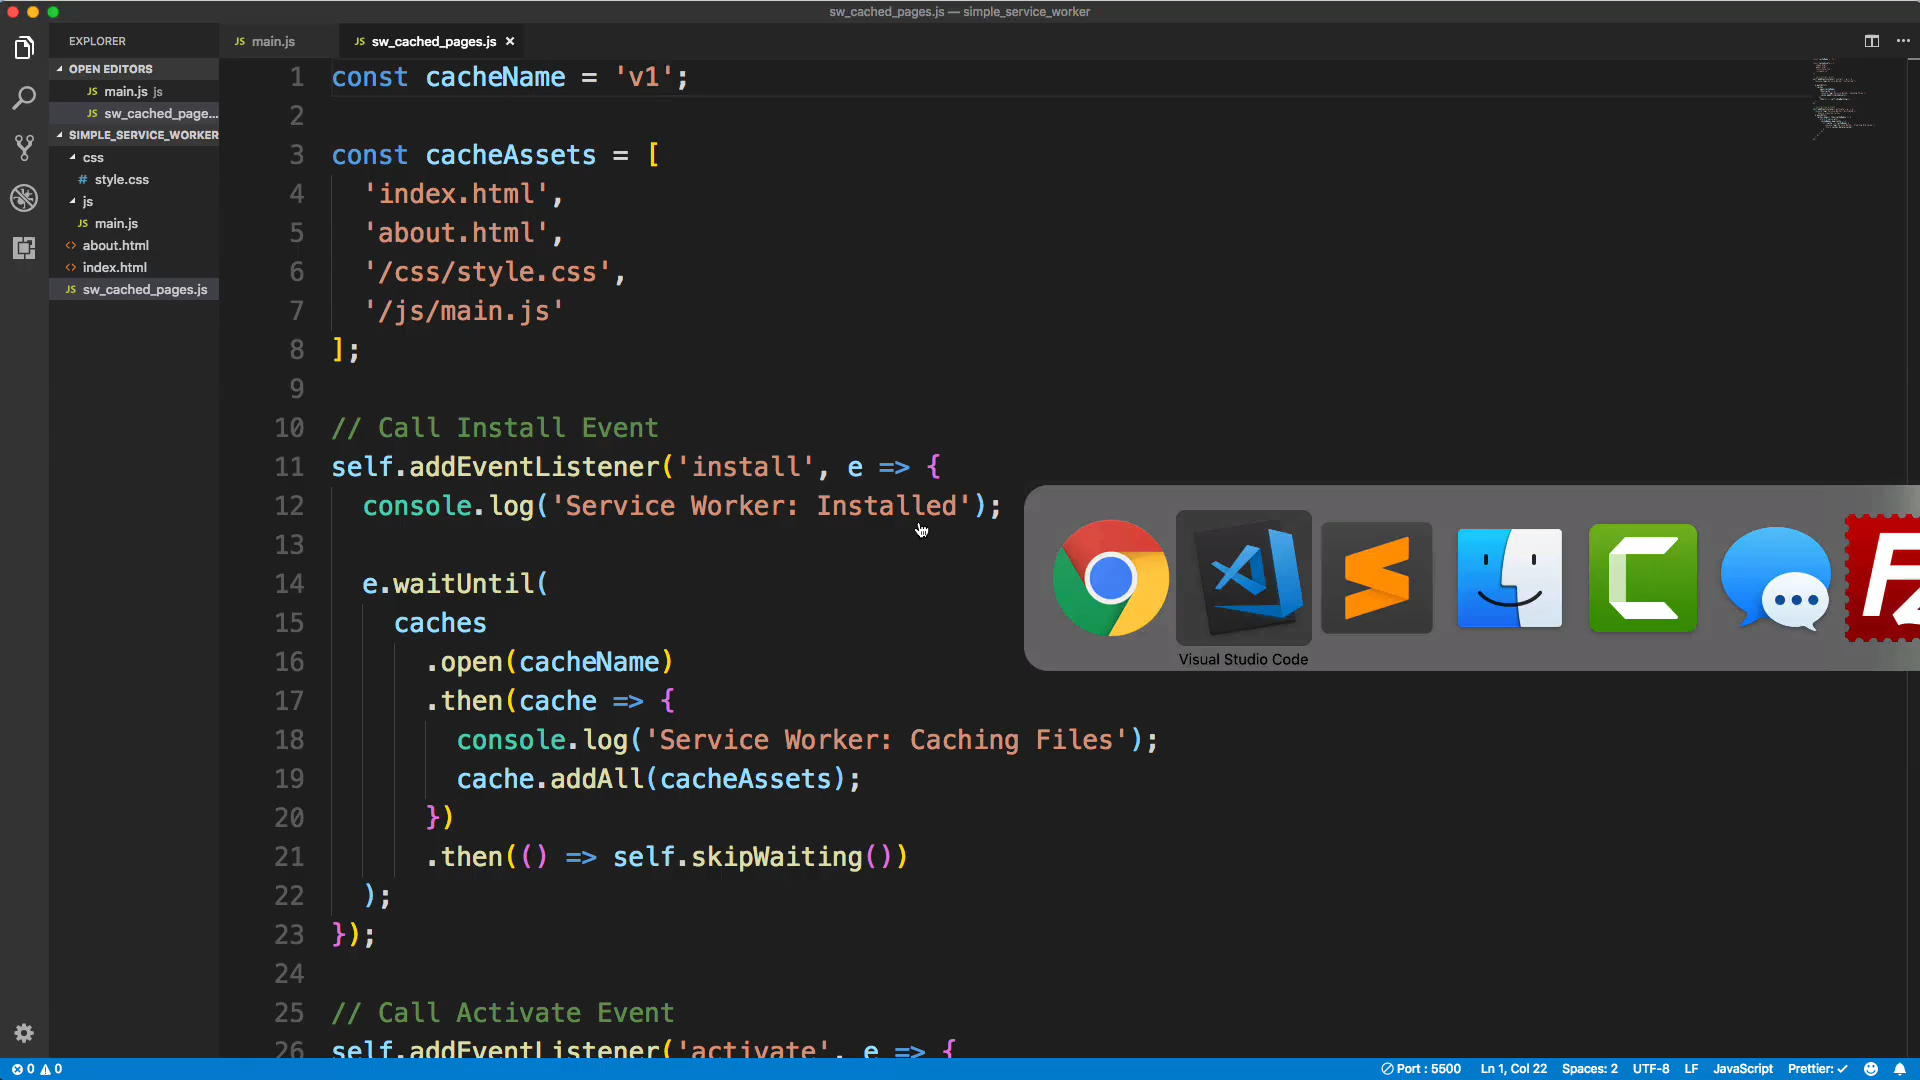 sw_cached_pages.js — simple_service_worker
EXPLORER
OPEN EDITORS
JS main.js js
JS sw_cached_page...
SIMPLE_SERVICE_WORKER
css
# style.css
js
JS main.js
<> about.html
<> index.html
JS sw_cached_pages.js
JS main.js
JS sw_cached_pages.js ×
1 const cacheName = 'v1';
2
3 const cacheAssets = [
4 'index.html',
5 'about.html',
6 '/css/style.css',
7 '/js/main.js'
8 ];
9
10 // Call Install Event
11 self.addEventListener('install', e => {
12 console.log('Service Worker: Installed');
13
14 e.waitUntil(
15 caches
16 .open(cacheName)
17 .then(cache => {
18 console.log('Service Worker: Caching Files');
19 cache.addAll(cacheAssets);
20 })
21 .then(() => self.skipWaiting())
22 );
23 });
24
25 // Call Activate Event
26 self.addEventListener('activate', e => {
Visual Studio Code
0 0
Port : 5500
Ln 1, Col 22
Spaces: 2
UTF-8
LF
JavaScript
Prettier: ✓